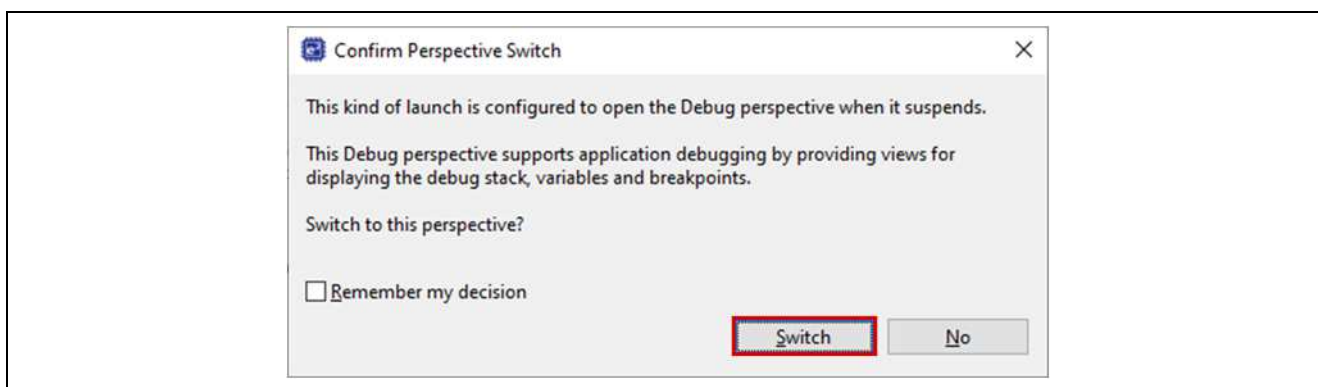 Confirm Perspective Switch
This kind of launch is configured to open the Debug perspective when it suspends.
This Debug perspective supports application debugging by providing views for
displaying the debug stack, variables and breakpoints.
Switch to this perspective?
Remember my decision
Switch
No